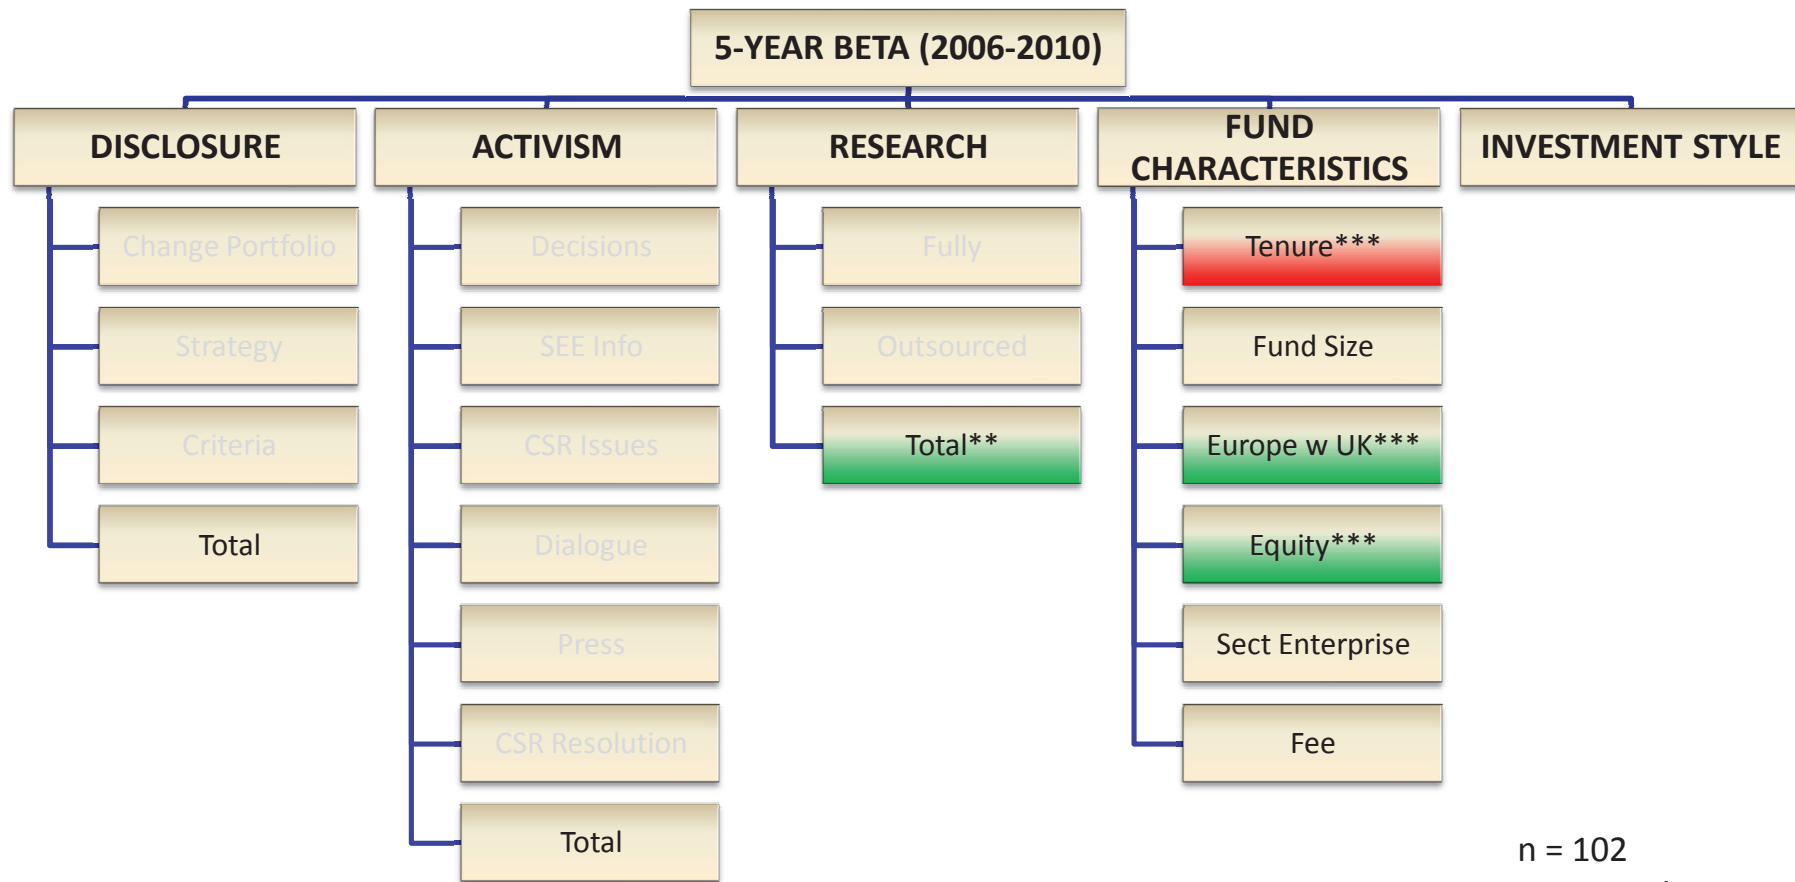 5-YEAR BETA (2006-2010)
DISCLOSURE
Change Portfolio
Strategy
Criteria
Total
ACTIVISM
Decisions
SEE Info
CSR Issues
Dialogue
Press
CSR Resolution
Total
RESEARCH
Fully
Outsourced
Total**
FUND
CHARACTERISTICS
Tenure***
Fund Size
Europe w UK***
Equity***
Sect Enterprise
Fee
INVESTMENT STYLE
n = 102